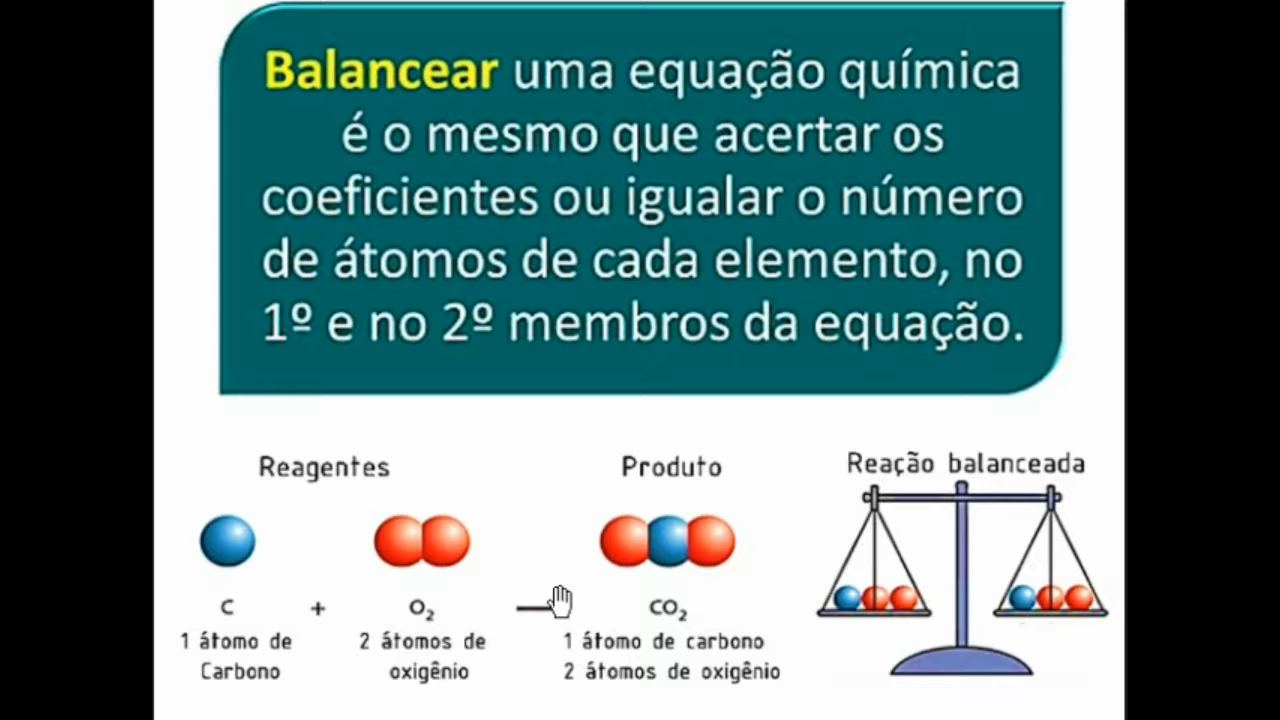 Balancear uma equação química
é o mesmo que acertar os
coeficientes ou igualar o número
de átomos de cada elemento, no
1º e no 2º membros da equação.
Reagentes
Produto
Reação balanceada
C + O₂ — CO₂
1 átomo de
Carbono
2 átomos de
oxigênio
1 átomo de carbono
2 átomos de oxigênio